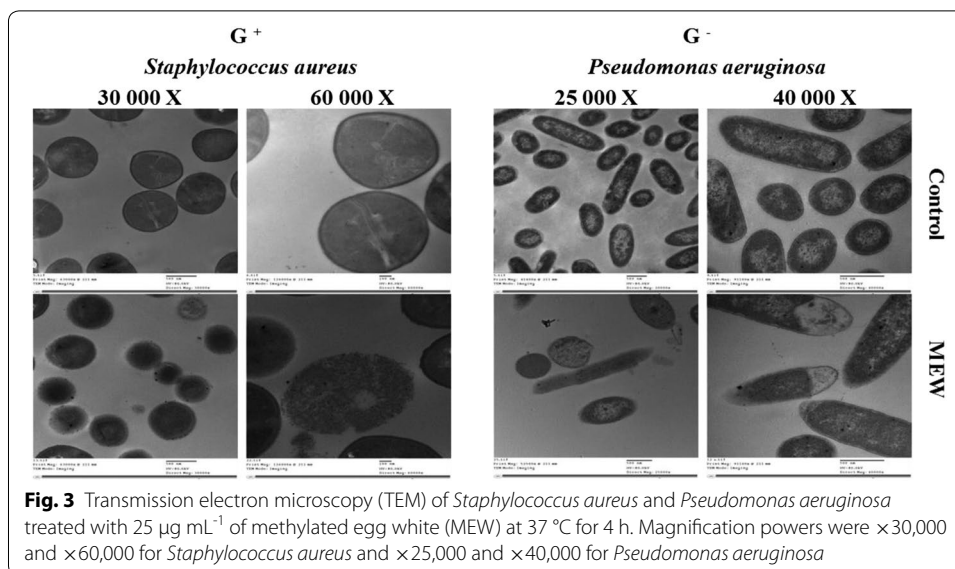 G +
G -
Staphylococcus aureus
Pseudomonas aeruginosa
30 000 X
60 000 X
25 000 X
40 000 X
Control
MEW
Fig. 3 Transmission electron microscopy (TEM) of Staphylococcus aureus and Pseudomonas aeruginosa
treated with 25 μg mL-1 of methylated egg white (MEW) at 37 °C for 4 h. Magnification powers were ×30,000
and ×60,000 for Staphylococcus aureus and ×25,000 and ×40,000 for Pseudomonas aeruginosa